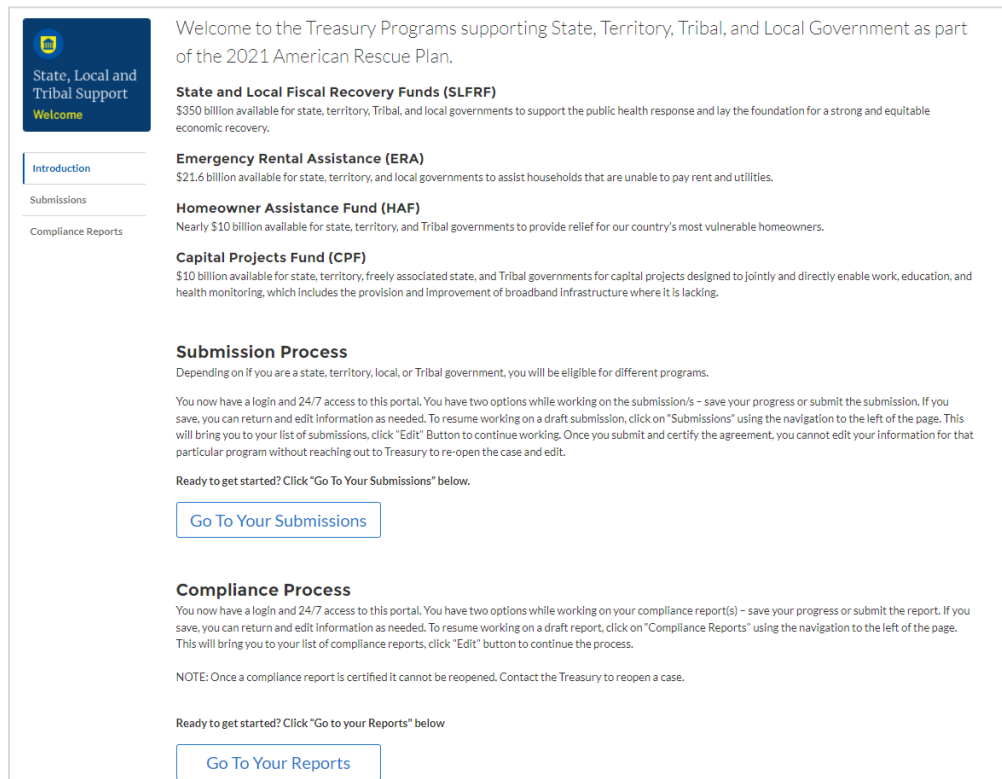 State, Local and
Tribal Support
Welcome
Introduction
Submissions
Compliance Reports
Welcome to the Treasury Programs supporting State, Territory, Tribal, and Local Government as part
of the 2021 American Rescue Plan.
State and Local Fiscal Recovery Funds (SLFRF)
$350 billion available for state, territory, Tribal, and local governments to support the public health response and lay the foundation for a strong and equitable
economic recovery.
Emergency Rental Assistance (ERA)
$21.6 billion available for state, territory, and local governments to assist households that are unable to pay rent and utilities.
Homeowner Assistance Fund (HAF)
Nearly $10 billion available for state, territory, and Tribal governments to provide relief for our country's most vulnerable homeowners.
Capital Projects Fund (CPF)
$10 billion available for state, territory, freely associated state, and Tribal governments for capital projects designed to jointly and directly enable work, education, and
health monitoring, which includes the provision and improvement of broadband infrastructure where it is lacking.
Submission Process
Depending on if you are a state, territory, local, or Tribal government, you will be eligible for different programs.
You now have a login and 24/7 access to this portal. You have two options while working on the submission/s – save your progress or submit the submission. If you
save, you can return and edit information as needed. To resume working on a draft submission, click on "Submissions" using the navigation to the left of the page. This
will bring you to your list of submissions, click "Edit" Button to continue working. Once you submit and certify the agreement, you cannot edit your information for that
particular program without reaching out to Treasury to re-open the case and edit.
Ready to get started? Click "Go To Your Submissions" below.
Go To Your Submissions
Compliance Process
You now have a login and 24/7 access to this portal. You have two options while working on your compliance report(s) – save your progress or submit the report. If you
save, you can return and edit information as needed. To resume working on a draft report, click on "Compliance Reports" using the navigation to the left of the page.
This will bring you to your list of compliance reports, click "Edit" button to continue the process.
NOTE: Once a compliance report is certified it cannot be reopened. Contact the Treasury to reopen a case.
Ready to get started? Click "Go to your Reports" below
Go To Your Reports